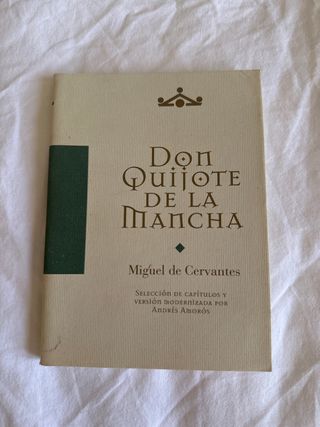 Don
Quijote
de la
Mancha
Miguel de Cervantes
Selección de capítulos y
versión modernizada por
Andrés Amorós